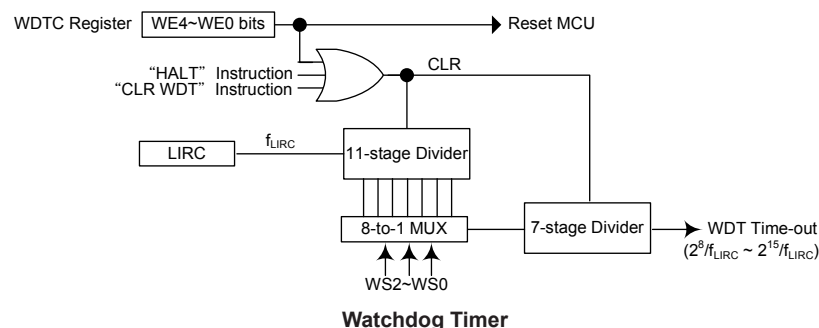 WDTC Register WE4~WE0 bits Reset MCU
“HALT” Instruction
“CLR WDT” Instruction
CLR
LIRC
fLIRC
11-stage Divider
8-to-1 MUX
7-stage Divider
WDT Time-out
(2⁸/fLIRC ~ 2¹⁵/fLIRC)
WS2~WS0
Watchdog Timer